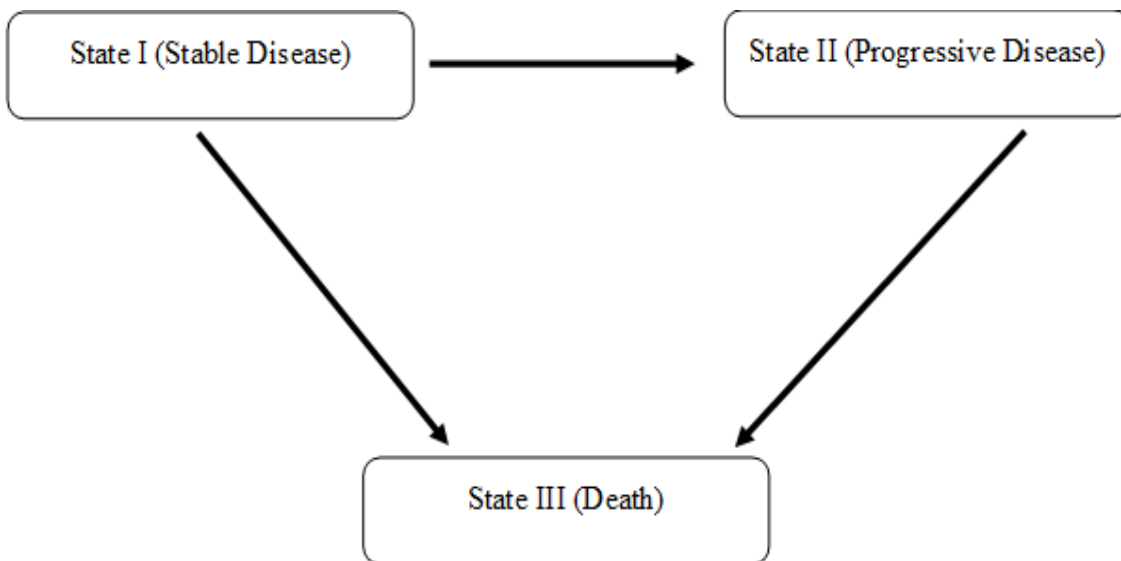 State I (Stable Disease)
State II (Progressive Disease)
State III (Death)